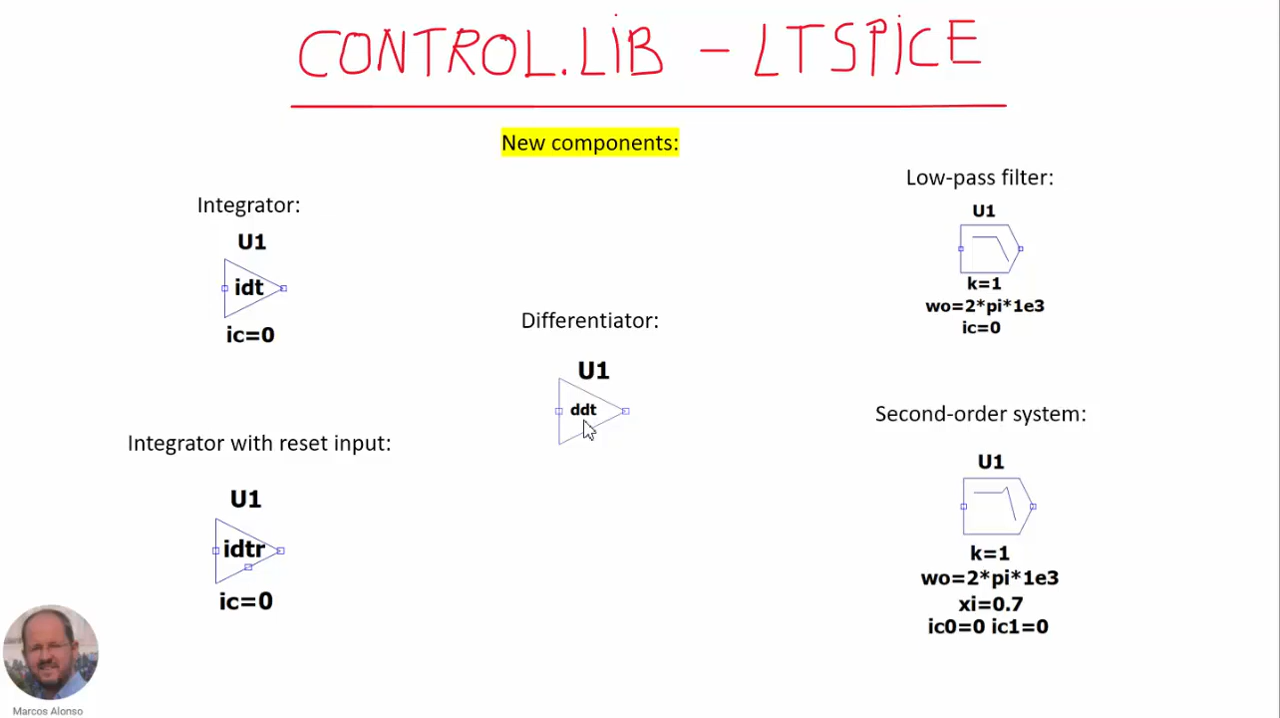 CONTROL.LiB - LTSPiCE
New components:
Integrator:
U1
idt
ic=0
Integrator with reset input:
U1
idtr
ic=0
Differentiator:
U1
ddt
Low-pass filter:
U1
k=1
wo=2*pi*1e3
ic=0
Second-order system:
U1
k=1
wo=2*pi*1e3
xi=0.7
ic0=0 ic1=0
Marcos Alonso